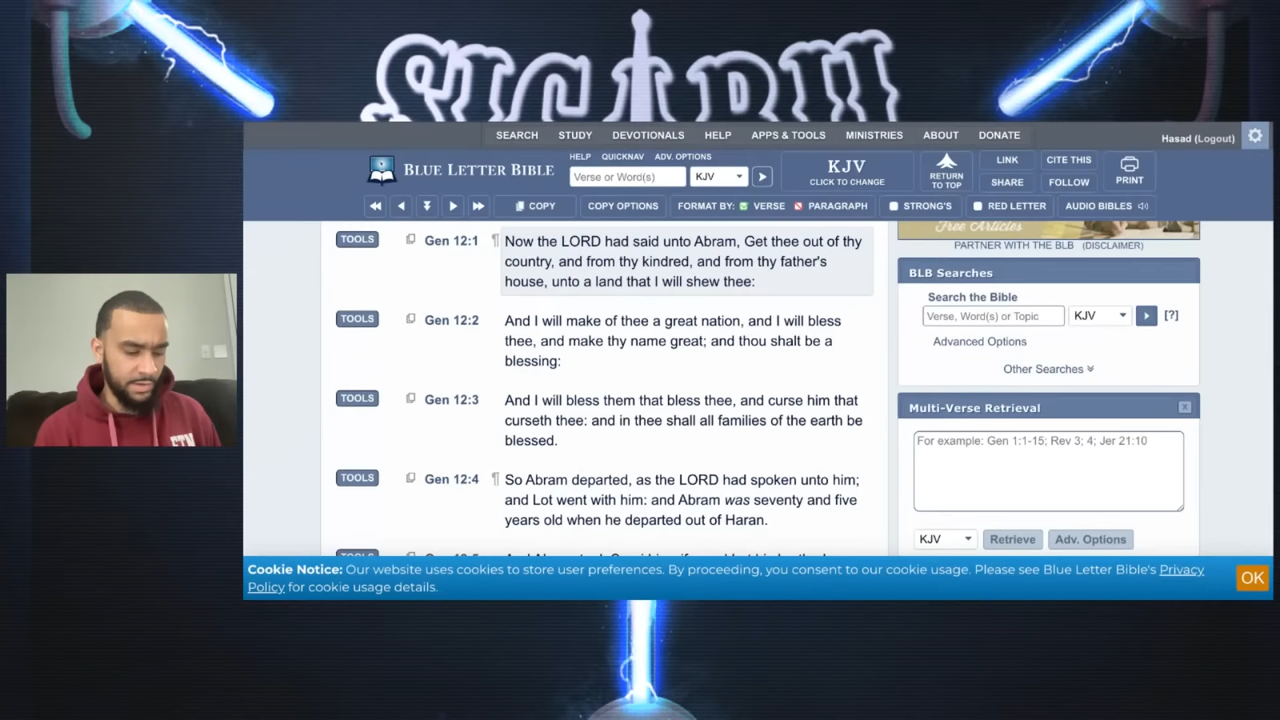 SICARII
SEARCH STUDY DEVOTIONALS HELP APPS & TOOLS MINISTRIES ABOUT DONATE
Hasad (Logout)
BLUE LETTER BIBLE
HELP QUICKNAV ADV. OPTIONS
Verse or Word(s) KJV
KJV
CLICK TO CHANGE
RETURN
TO TOP
LINK
SHARE
CITE THIS
FOLLOW
PRINT
COPY COPY OPTIONS FORMAT BY: VERSE PARAGRAPH STRONG'S RED LETTER AUDIO BIBLES
TOOLS Gen 12:1 ¶ Now the LORD had said unto Abram, Get thee out of thy
country, and from thy kindred, and from thy father's
house, unto a land that I will shew thee:
TOOLS Gen 12:2 And I will make of thee a great nation, and I will bless
thee, and make thy name great; and thou shalt be a
blessing:
TOOLS Gen 12:3 And I will bless them that bless thee, and curse him that
curseth thee: and in thee shall all families of the earth be
blessed.
TOOLS Gen 12:4 ¶ So Abram departed, as the LORD had spoken unto him;
and Lot went with him: and Abram was seventy and five
years old when he departed out of Haran.
Free Articles
PARTNER WITH THE BLB (DISCLAIMER)
BLB Searches
Search the Bible
Verse, Word(s) or Topic KJV [?]
Advanced Options
Other Searches
Multi-Verse Retrieval
For example: Gen 1:1-15; Rev 3; 4; Jer 21:10
KJV Retrieve Adv. Options
Cookie Notice: Our website uses cookies to store user preferences. By proceeding, you consent to our cookie usage. Please see Blue Letter Bible's Privacy
Policy for cookie usage details.
OK